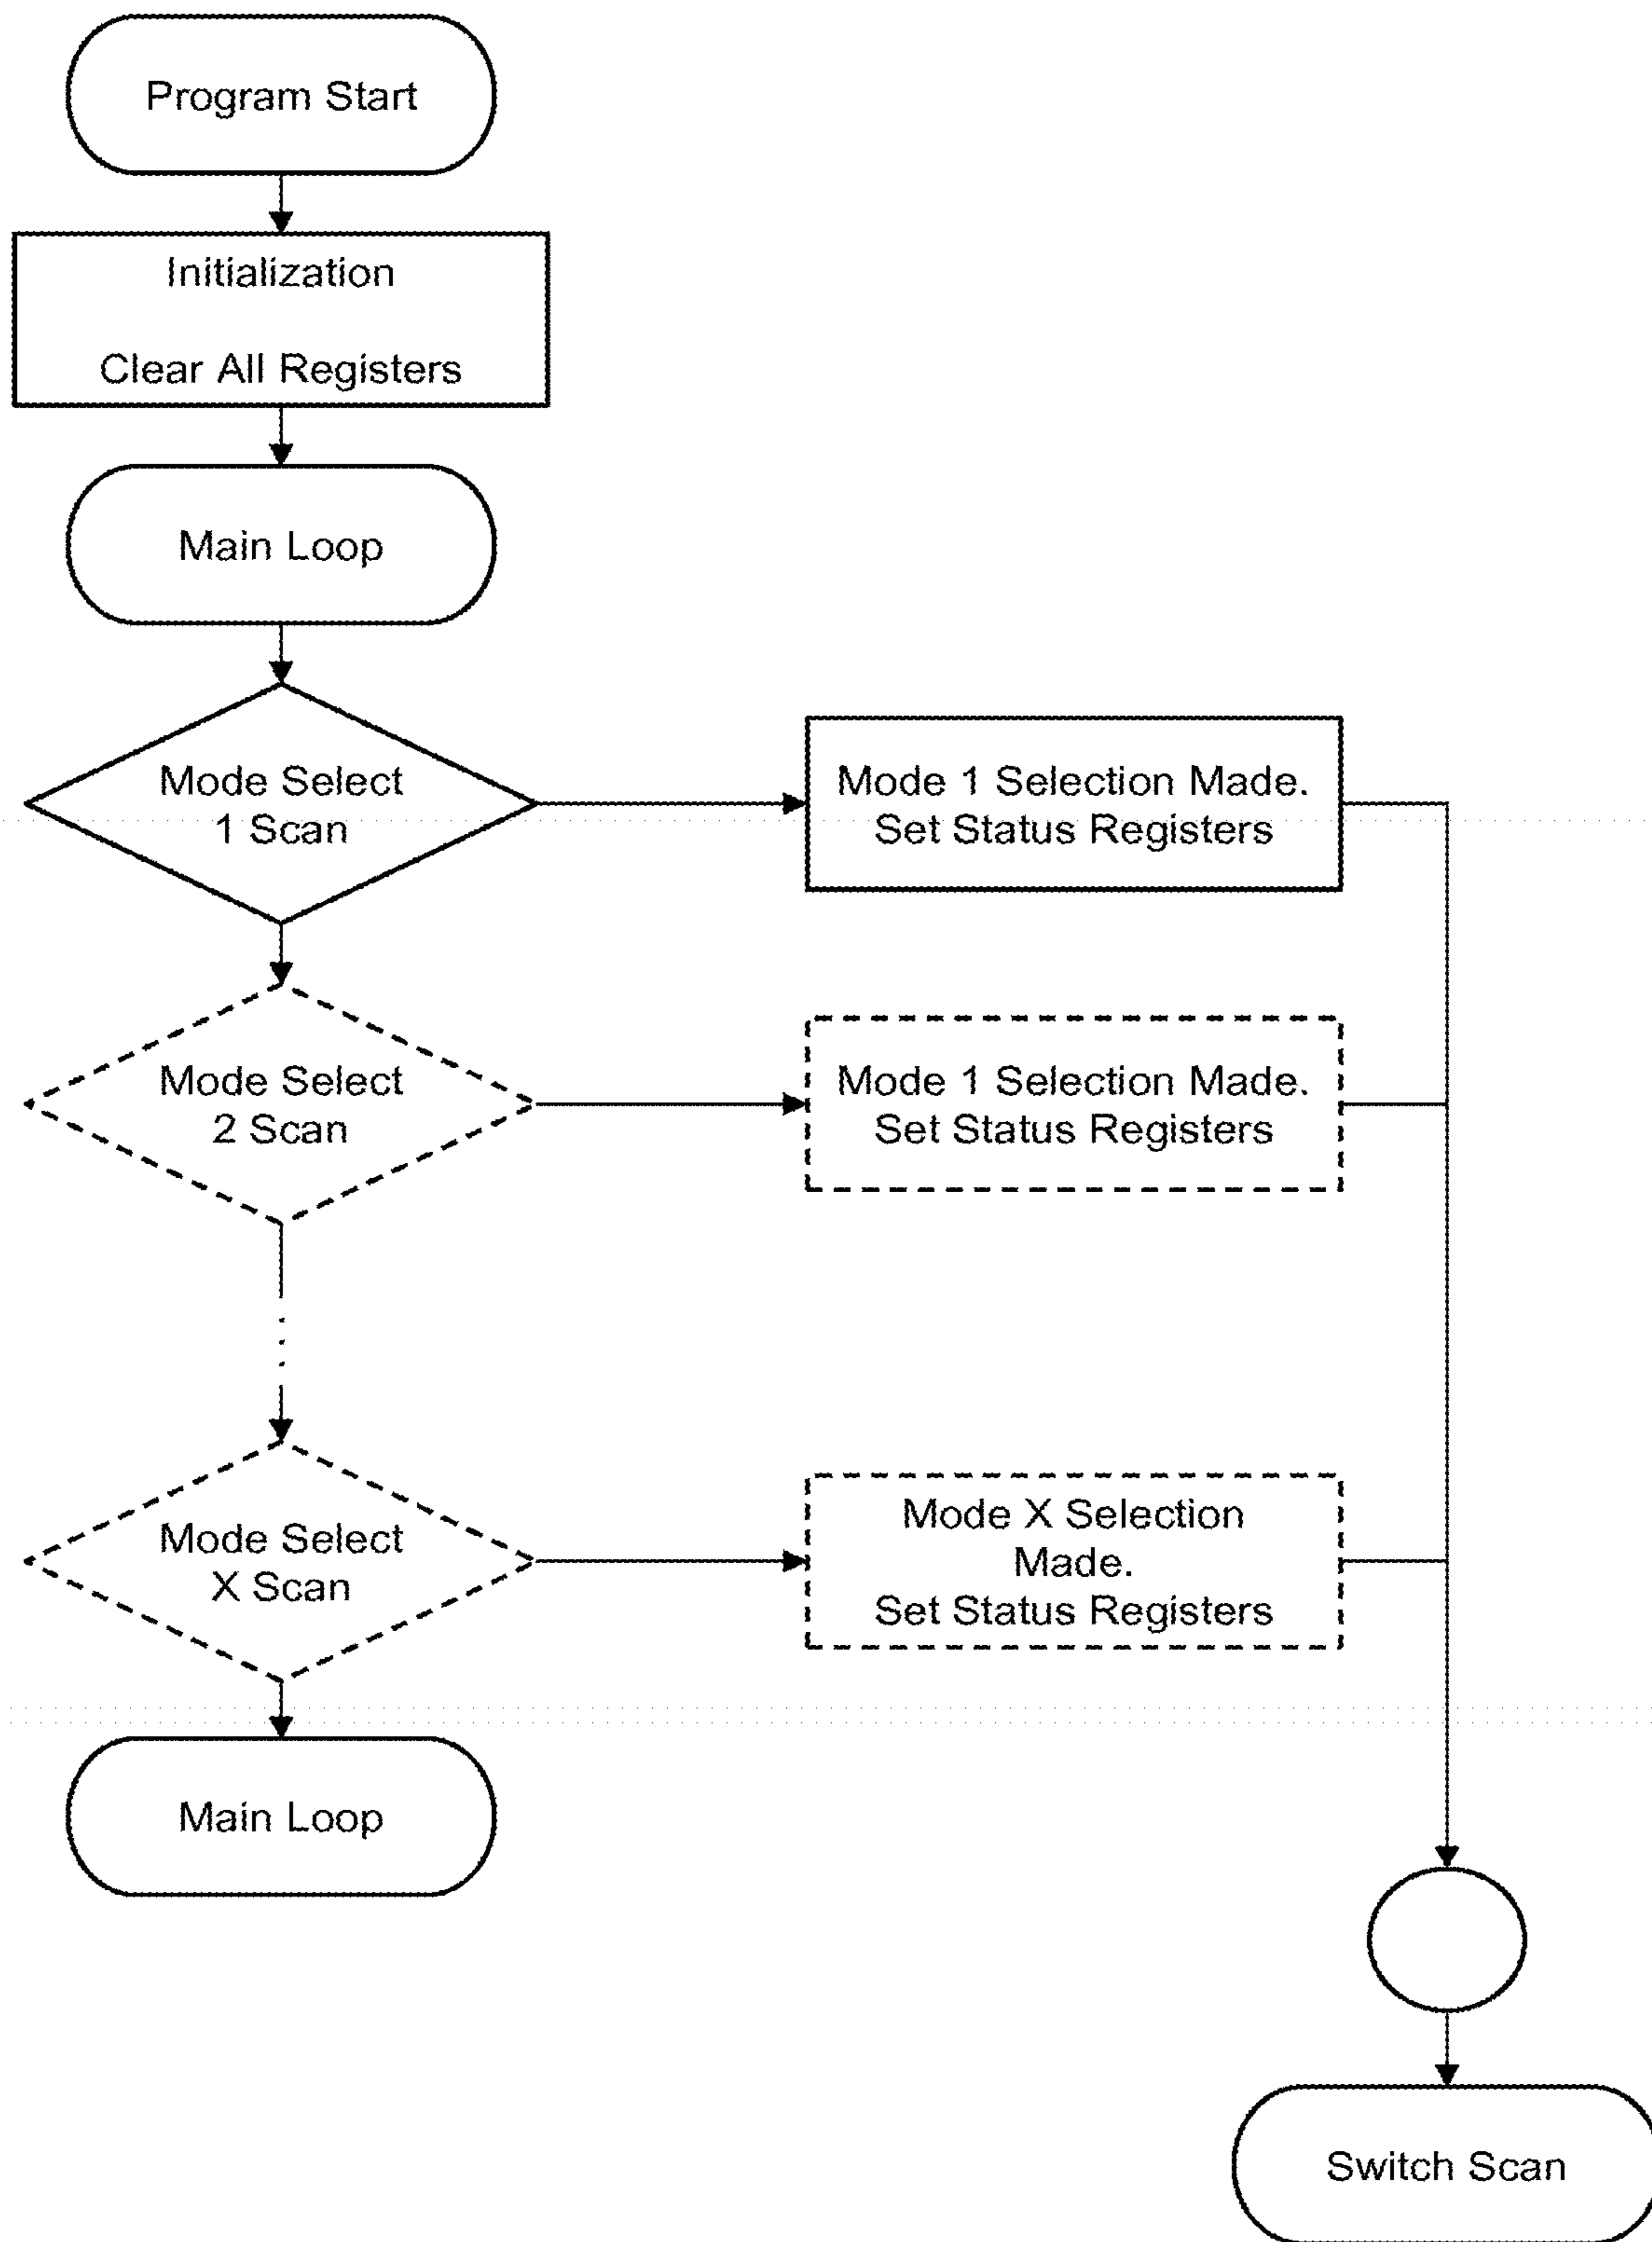 Program Start
Initialization
Clear All Registers
Main Loop
Mode Select
1 Scan
Mode 1 Selection Made.
Set Status Registers
Mode Select
2 Scan
Mode 1 Selection Made.
Set Status Registers
Mode Select
X Scan
Mode X Selection
Made.
Set Status Registers
Main Loop
Switch Scan